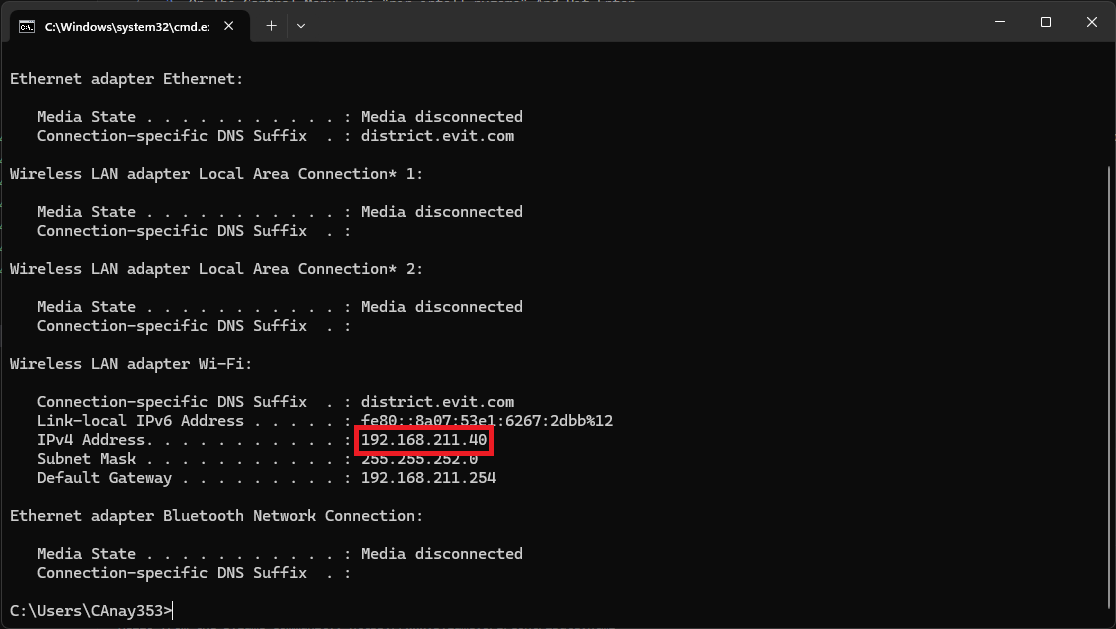 C:\Windows\system32\cmd.e
Ethernet adapter Ethernet:
Media State . . . . . . . . . . . : Media disconnected
Connection-specific DNS Suffix  . : district.evit.com
Wireless LAN adapter Local Area Connection* 1:
Media State . . . . . . . . . . . : Media disconnected
Connection-specific DNS Suffix  . :
Wireless LAN adapter Local Area Connection* 2:
Media State . . . . . . . . . . . : Media disconnected
Connection-specific DNS Suffix  . :
Wireless LAN adapter Wi-Fi:
Connection-specific DNS Suffix  . : district.evit.com
Link-local IPv6 Address . . . . . : fe80::8a07:53e1:6267:2dbb%12
IPv4 Address. . . . . . . . . . . : 192.168.211.40
Subnet Mask . . . . . . . . . . . : 255.255.252.0
Default Gateway . . . . . . . . . : 192.168.211.254
Ethernet adapter Bluetooth Network Connection:
Media State . . . . . . . . . . . : Media disconnected
Connection-specific DNS Suffix  . :
C:\Users\CAnay353>